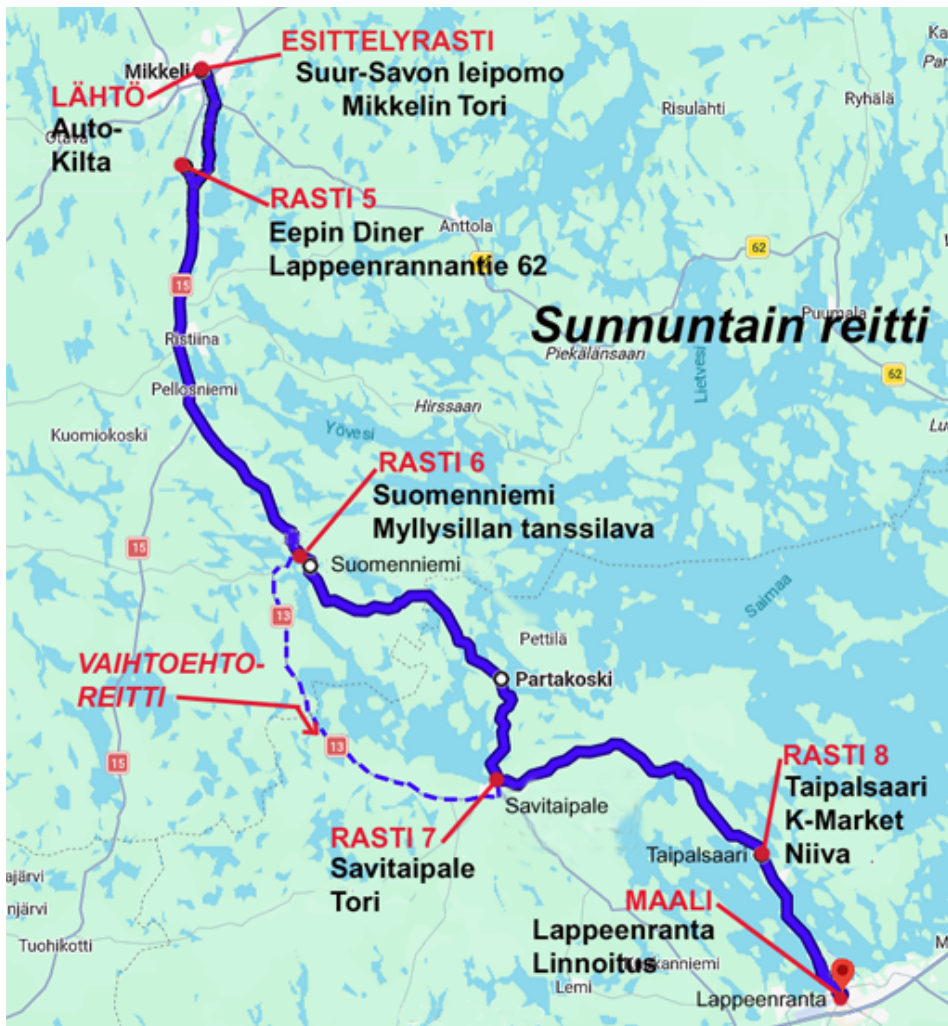 ESITTELYRASTI
Suur-Savon leipomo
Mikkelin Tori
Mikkeli
LÄHTÖ
Auto-
Kilta
Risulahti
Ryhälä
RASTI 5
Eepin Diner
Lappeenrannantie 62
Anttola
62
15
Sunnuntain reitti
Puumala
Ristiina
Piekälänsaari
Lietvesi
62
Pellosniemi
Hirssaari
Kuomiokoski
Yövesi
RASTI 6
Suomenniemi
Myllysillan tanssilava
15
Suomenniemi
Saimaa
13
Pettilä
VAIHTOEHTO-
REITTI
Partakoski
13
15
RASTI 8
Taipalsaari
K-Market
Niiva
Savitaipale
RASTI 7
Savitaipale
Tori
Taipalsaari
MAALI
Lappeenranta
Linnoitus
Tuohikotti
Lemi
Lappeenranta